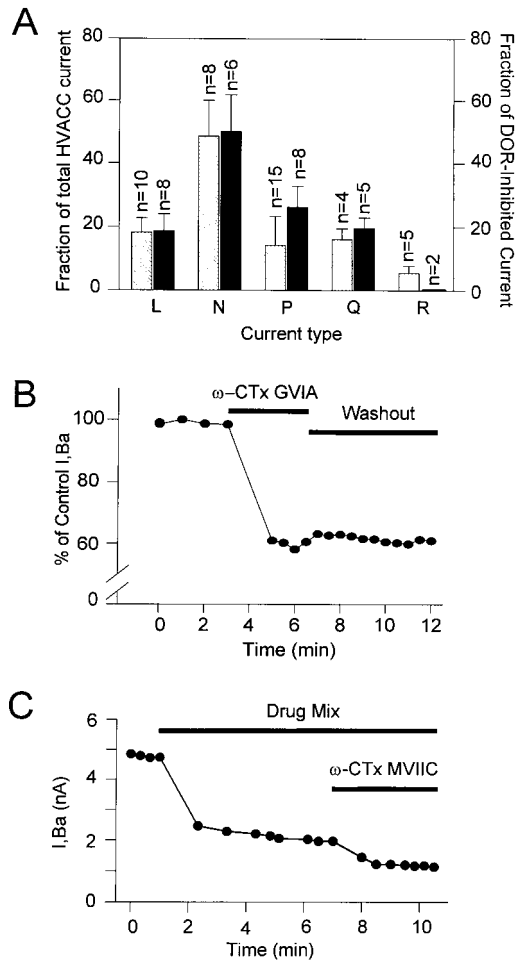 A
Fraction of total HVACC current
80
60
40
20
0
n=10
n=8
n=8
n=6
n=15
n=8
n=4
n=5
n=5
n=2
80
60
40
20
0
Fraction of DOR-Inhibited Current
L N P Q R
Current type
B
ω–CTx GVIA
Washout
% of Control I,Ba
100
80
60
0
0 2 4 6 8 10 12
Time (min)
C
Drug Mix
ω-CTx MVIIC
I,Ba (nA)
6
4
2
0
0 2 4 6 8 10
Time (min)